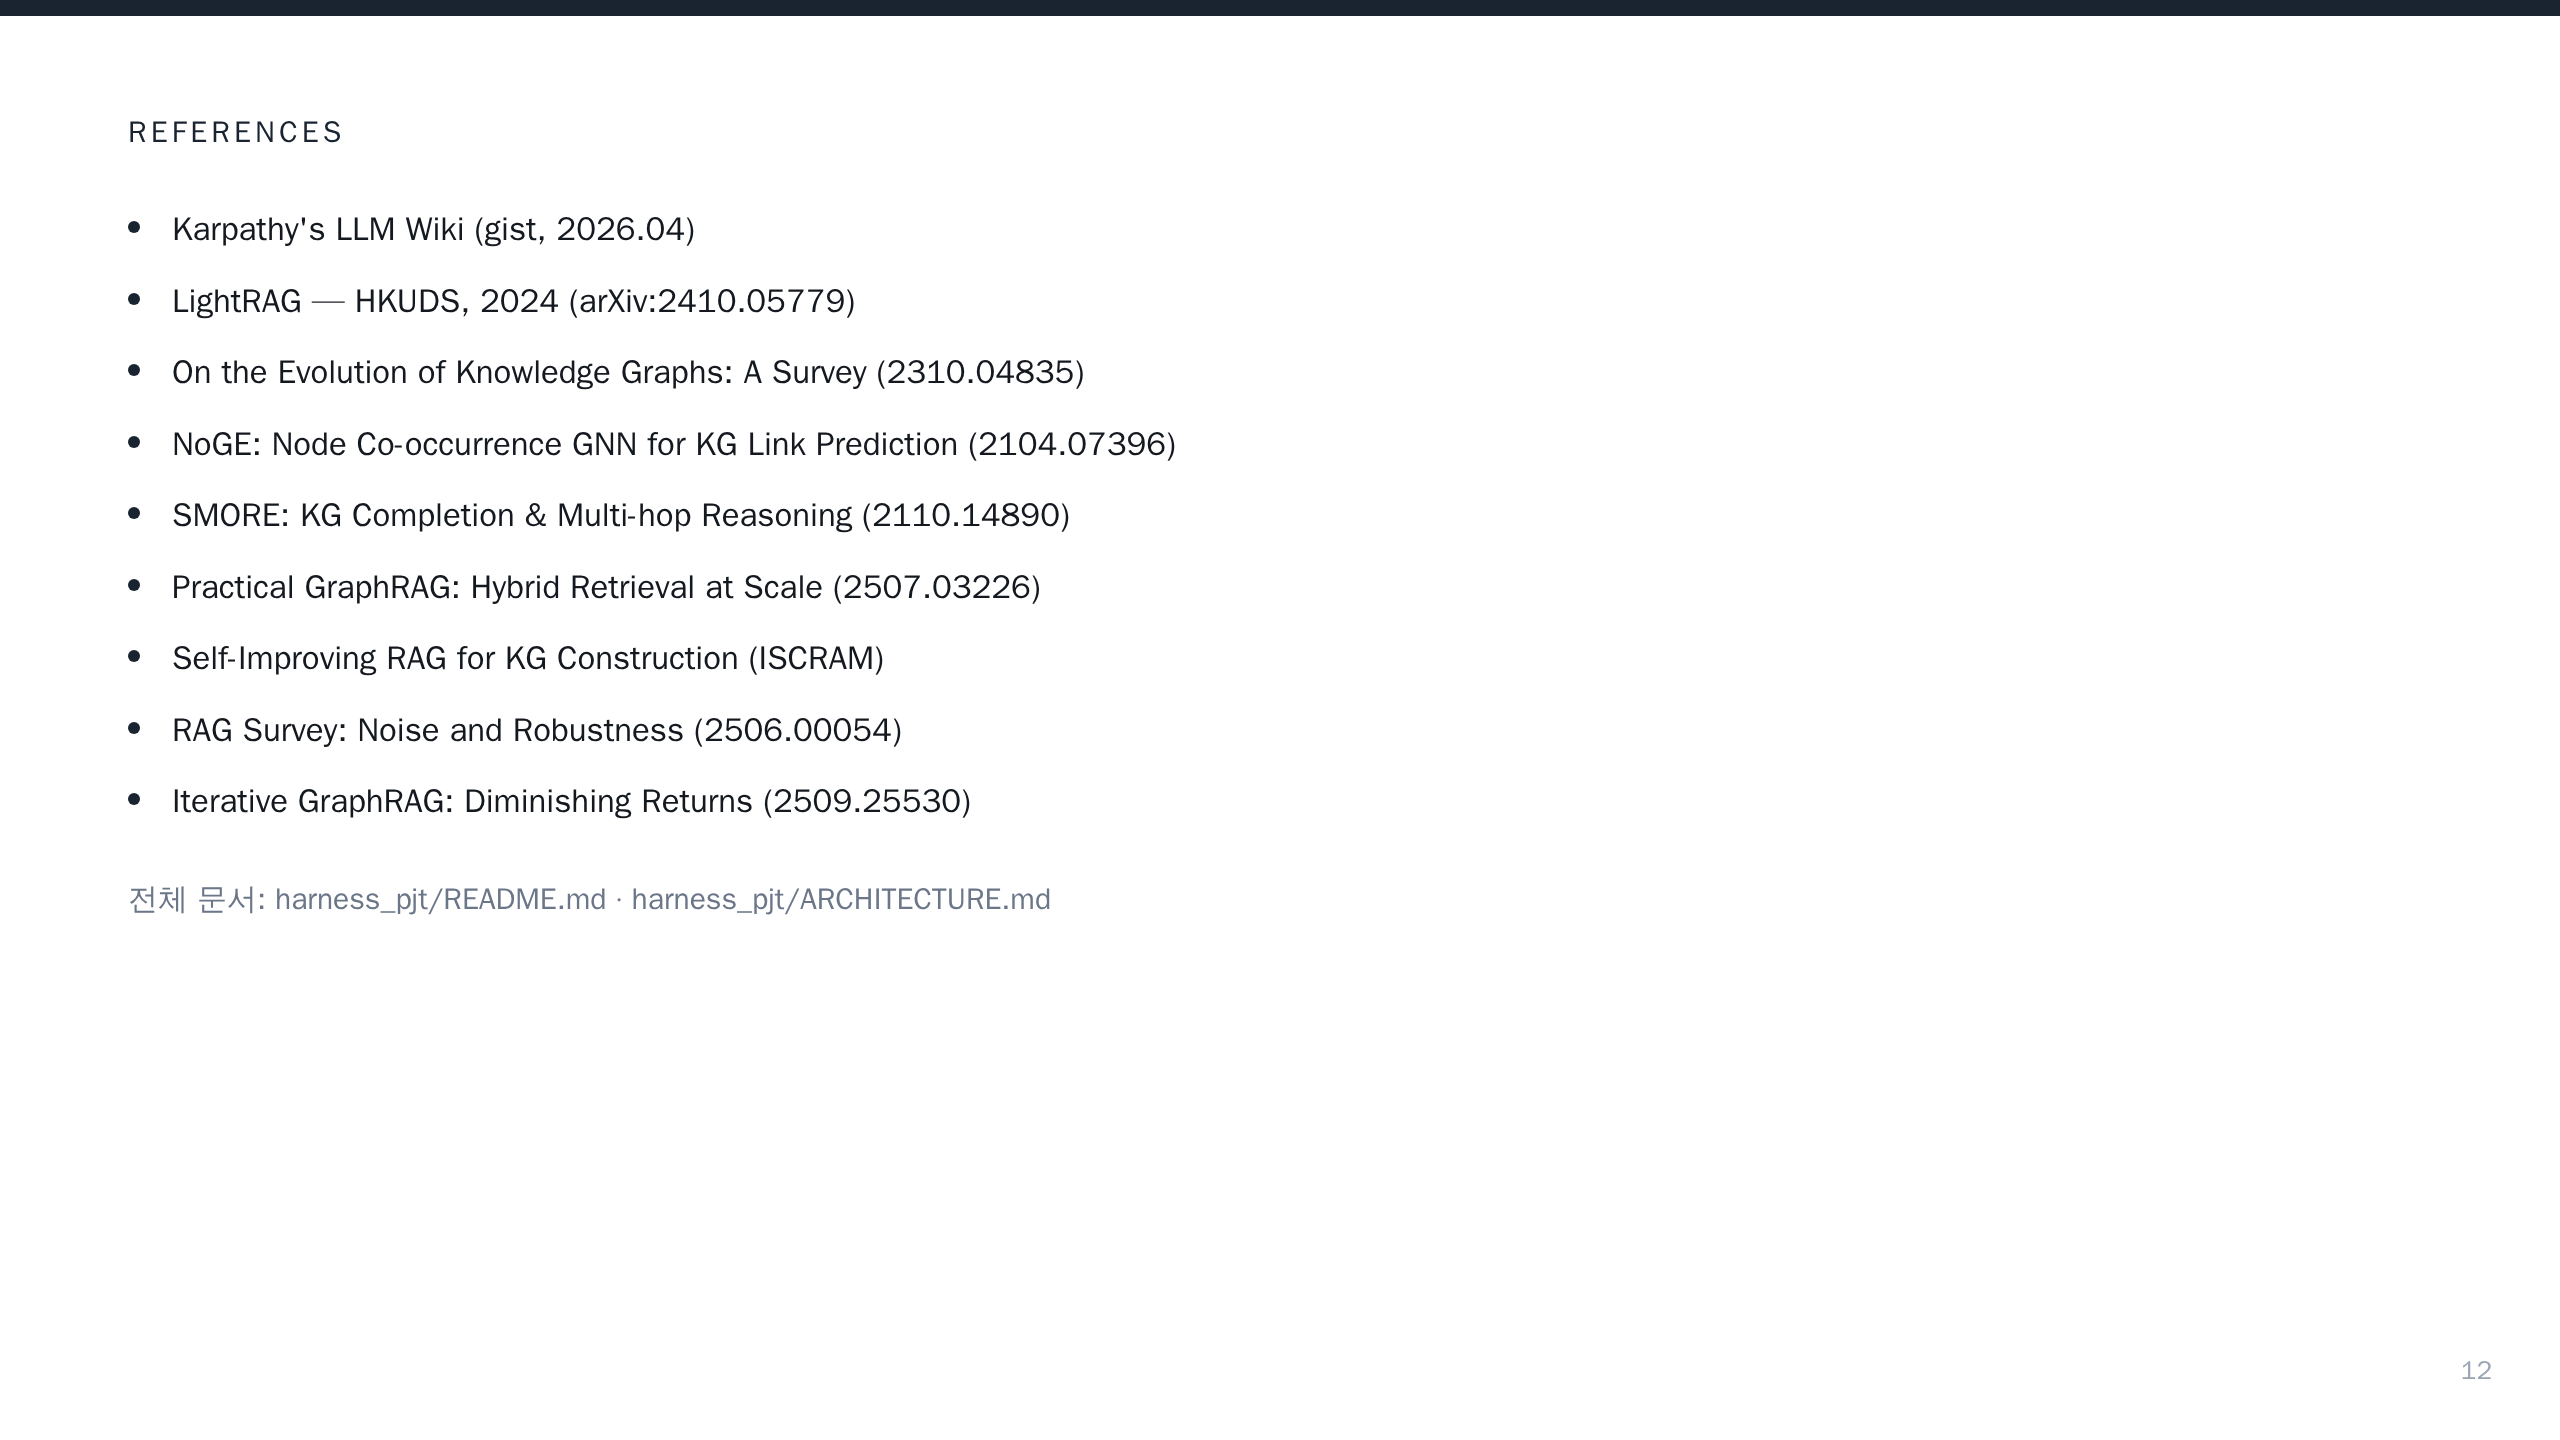 REFERENCES
• Karpathy's LLM Wiki (gist, 2026.04)
• LightRAG — HKUDS, 2024 (arXiv:2410.05779)
• On the Evolution of Knowledge Graphs: A Survey (2310.04835)
• NoGE: Node Co-occurrence GNN for KG Link Prediction (2104.07396)
• SMORE: KG Completion & Multi-hop Reasoning (2110.14890)
• Practical GraphRAG: Hybrid Retrieval at Scale (2507.03226)
• Self-Improving RAG for KG Construction (ISCRAM)
• RAG Survey: Noise and Robustness (2506.00054)
• Iterative GraphRAG: Diminishing Returns (2509.25530)
전체 문서: harness_pjt/README.md · harness_pjt/ARCHITECTURE.md
12